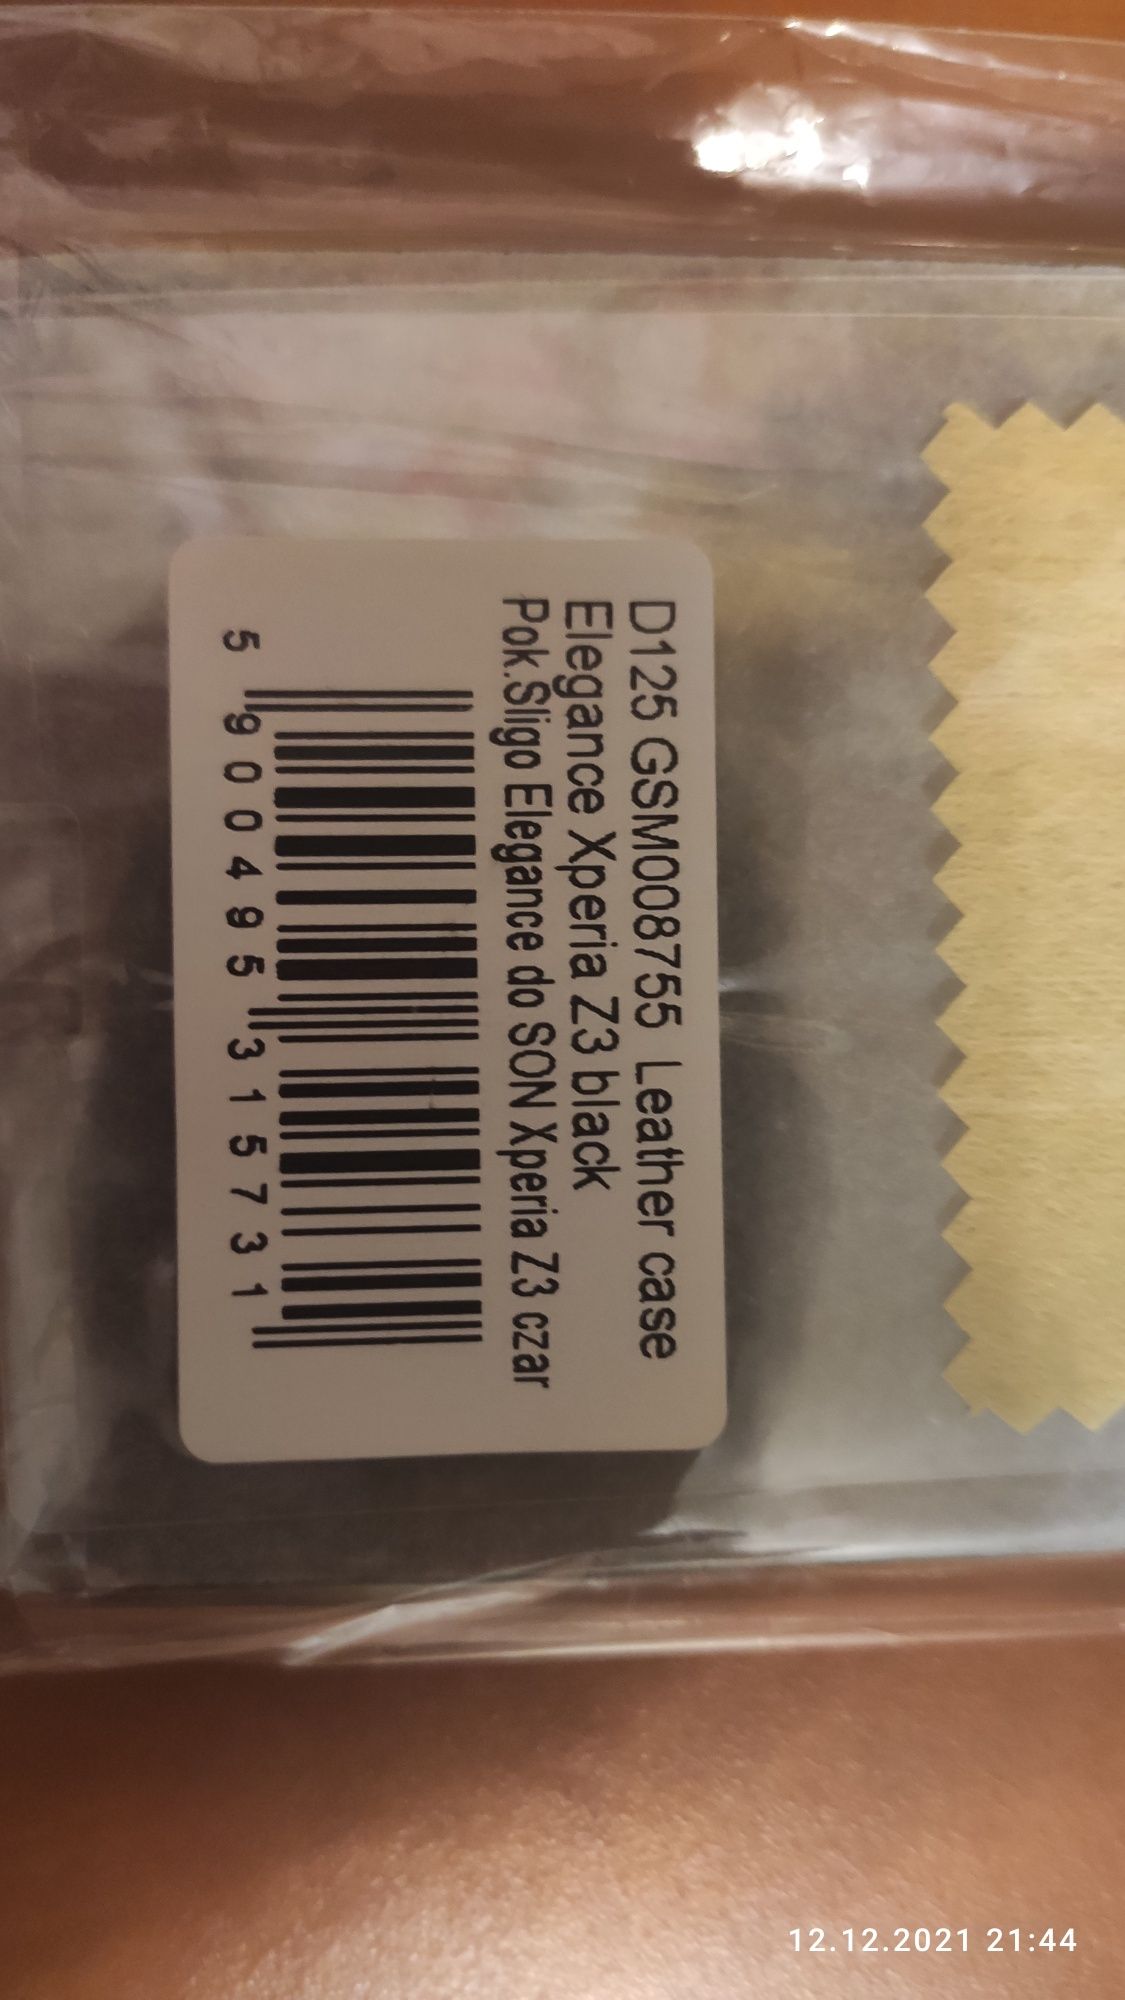 D125 GSM008755 Leather case
Elegance Xperia Z3 black
Pok.Sligo Elegance do SON Xperia Z3 czar
5 900495 315731
12.12.2021 21:44